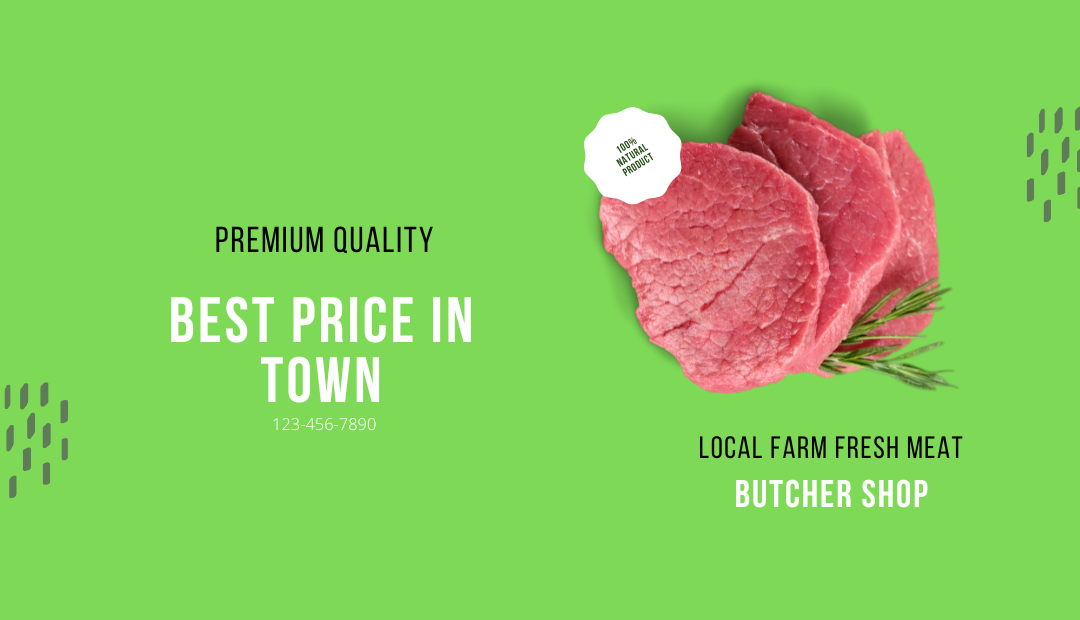 PREMIUM QUALITY
BEST PRICE IN
TOWN
123-456-7890
100%
NATURAL
PRODUCT
LOCAL FARM FRESH MEAT
BUTCHER SHOP